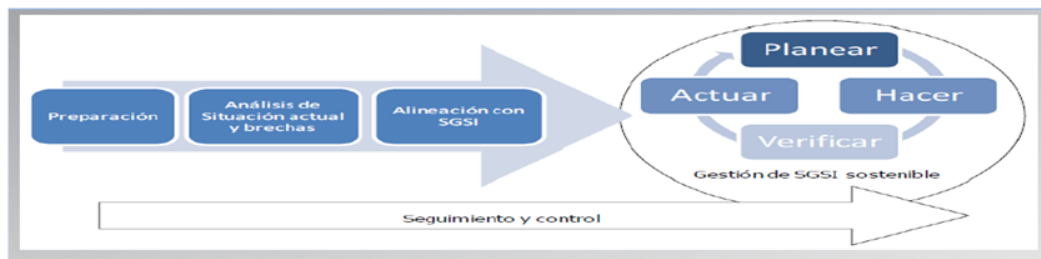 Preparación
Análisis de
Situación actual
y brechas
Alineación con
SGSI
Planear
Actuar
Hacer
Verificar
Gestión de SGSI sostenible
Seguimiento y control